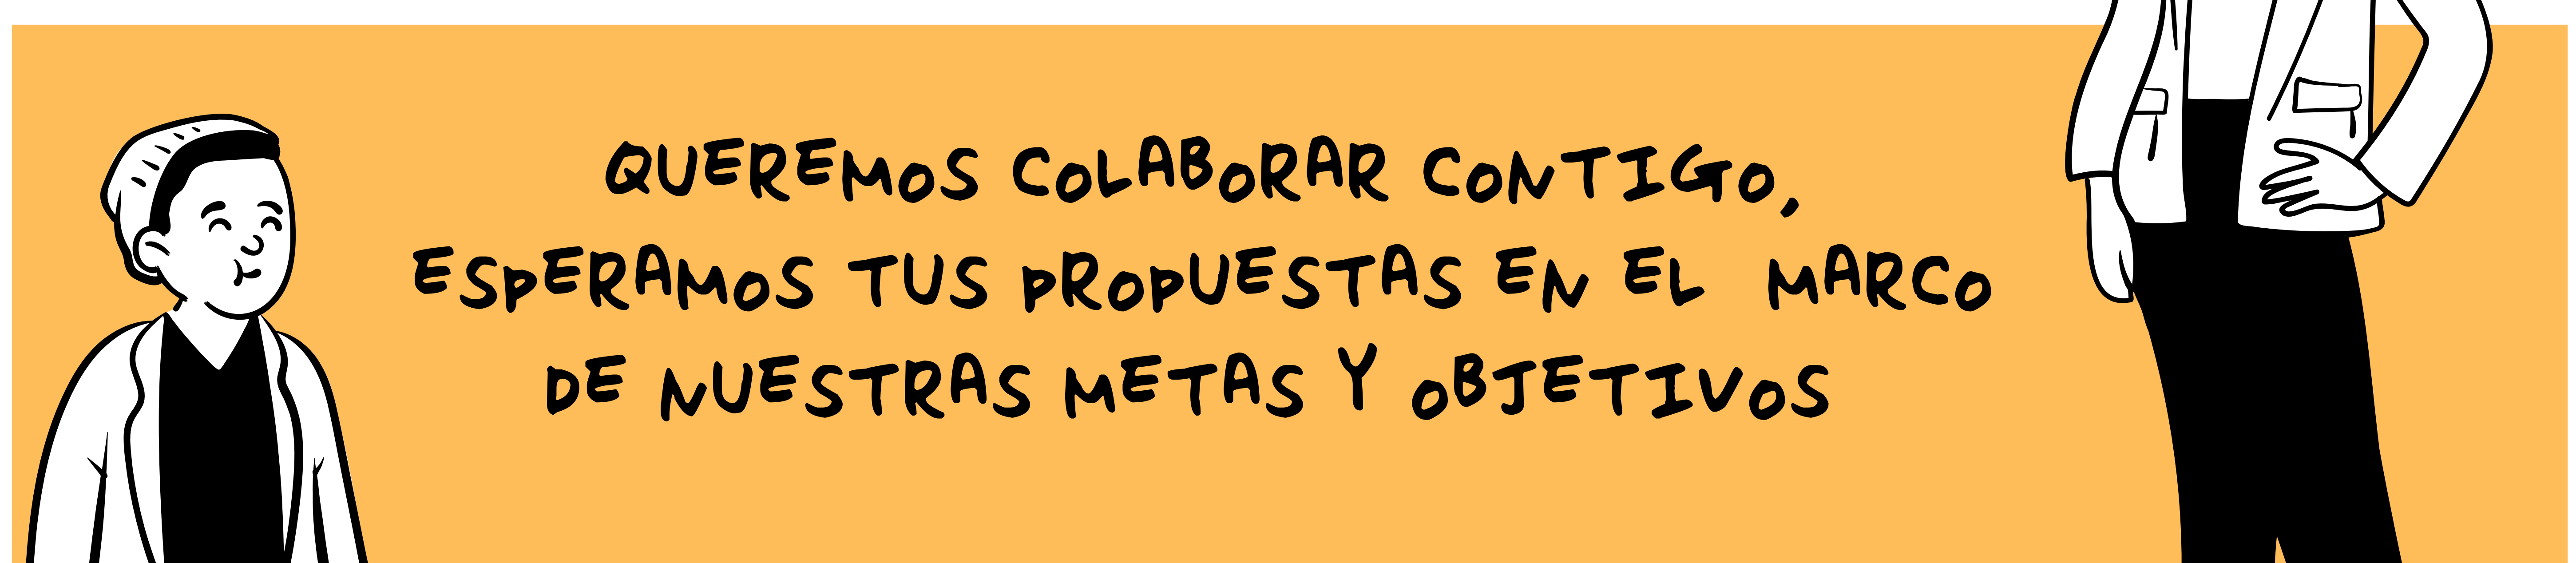 QUEREMOS COLABORAR CONTIGO,
ESPERAMOS TUS PROPUESTAS EN EL MARCO
DE NUESTRAS METAS Y OBJETIVOS